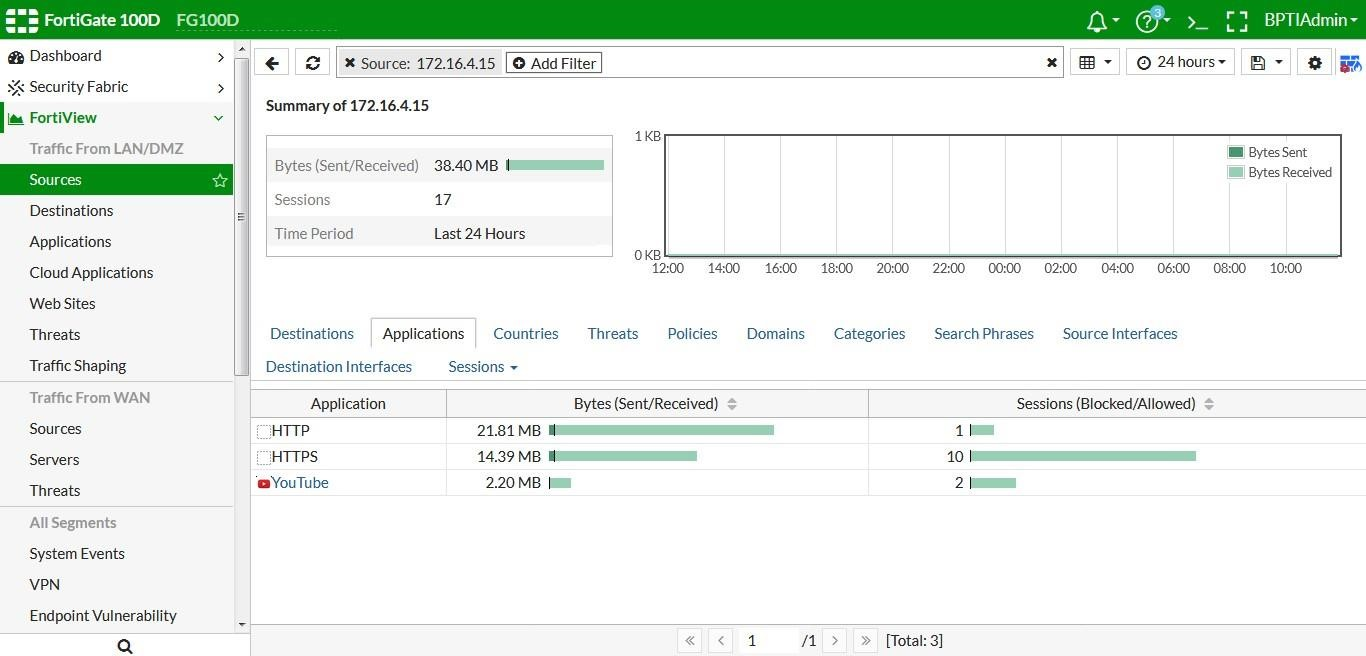 FortiGate 100D FG100D
3
BPTIAdmin
Dashboard
Security Fabric
FortiView
Traffic From LAN/DMZ
Sources
Destinations
Applications
Cloud Applications
Web Sites
Threats
Traffic Shaping
Traffic From WAN
Sources
Servers
Threats
All Segments
System Events
VPN
Endpoint Vulnerability
Source: 172.16.4.15 Add Filter
24 hours
Summary of 172.16.4.15
Bytes (Sent/Received) 38.40 MB
Sessions 17
Time Period Last 24 Hours
1 KB
0 KB
Bytes Sent
Bytes Received
12:00 14:00 16:00 18:00 20:00 22:00 00:00 02:00 04:00 06:00 08:00 10:00
Destinations Applications Countries Threats Policies Domains Categories Search Phrases Source Interfaces
Destination Interfaces Sessions
Application Bytes (Sent/Received) Sessions (Blocked/Allowed)
HTTP 21.81 MB 1
HTTPS 14.39 MB 10
YouTube 2.20 MB 2
1 /1 [Total: 3]